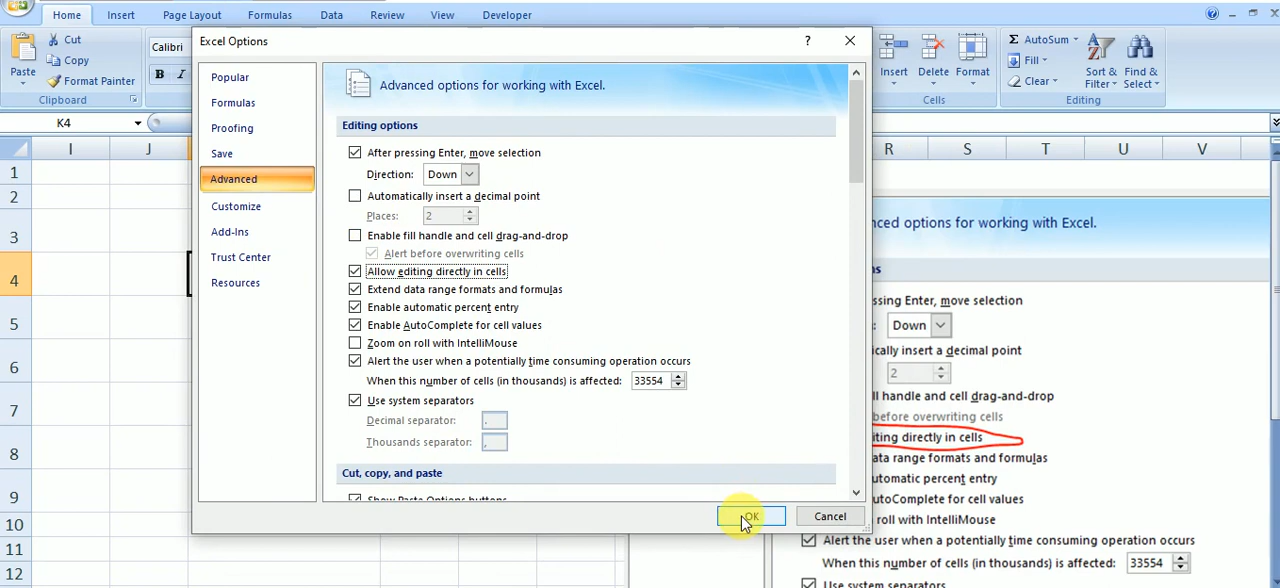 Home Insert Page Layout Formulas Data Review View Developer
Cut
Copy
Paste
Format Painter
Clipboard
Calibri
B I
Insert Delete Format
Cells
Σ AutoSum
Fill
Clear
Sort & Filter
Find & Select
Editing
K4
I J R S T U V
1
2
3
4
5
6
7
8
9
10
11
12
Excel Options
?
Popular
Formulas
Proofing
Save
Advanced
Customize
Add-Ins
Trust Center
Resources
Advanced options for working with Excel.
Editing options
After pressing Enter, move selection
Direction: Down
Automatically insert a decimal point
Places: 2
Enable fill handle and cell drag-and-drop
Alert before overwriting cells
Allow editing directly in cells
Extend data range formats and formulas
Enable automatic percent entry
Enable AutoComplete for cell values
Zoom on roll with IntelliMouse
Alert the user when a potentially time consuming operation occurs
When this number of cells (in thousands) is affected: 33554
Use system separators
Decimal separator: .
Thousands separator: ,
Cut, copy, and paste
Show Paste Options buttons
OK Cancel
ced options for working with Excel.
ns
essing Enter, move selection
: Down
ically insert a decimal point
2
ll handle and cell drag-and-drop
before overwriting cells
iting directly in cells
ata range formats and formulas
utomatic percent entry
utoComplete for cell values
roll with IntelliMouse
Alert the user when a potentially time consuming operation occurs
When this number of cells (in thousands) is affected: 33554
Use system separators